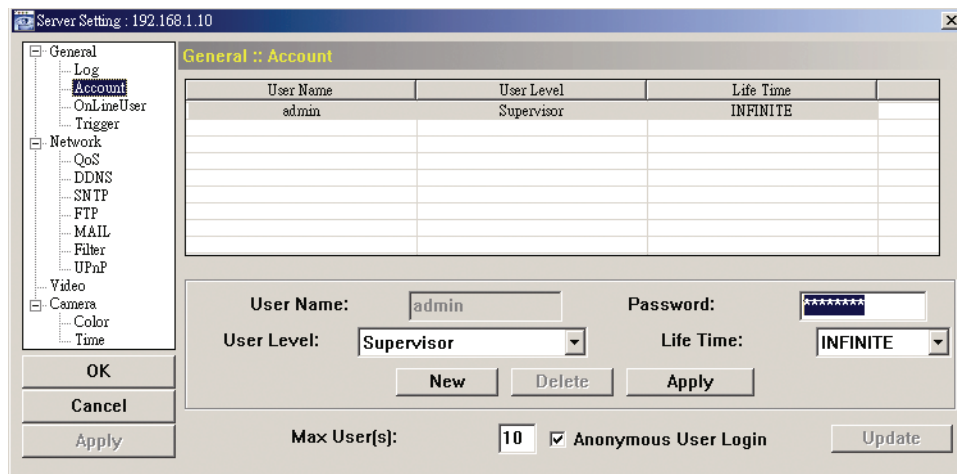 Server Setting : 192.168.1.10
General
Log
Account
OnLineUser
Trigger
Network
QoS
DDNS
SNTP
FTP
MAIL
Filter
UPnP
Video
Camera
Color
Time
OK
Cancel
Apply
General :: Account
User Name User Level Life Time
admin Supervisor INFINITE
User Name: admin Password: ********
User Level: Supervisor Life Time: INFINITE
New Delete Apply
Max User(s): 10 Anonymous User Login Update